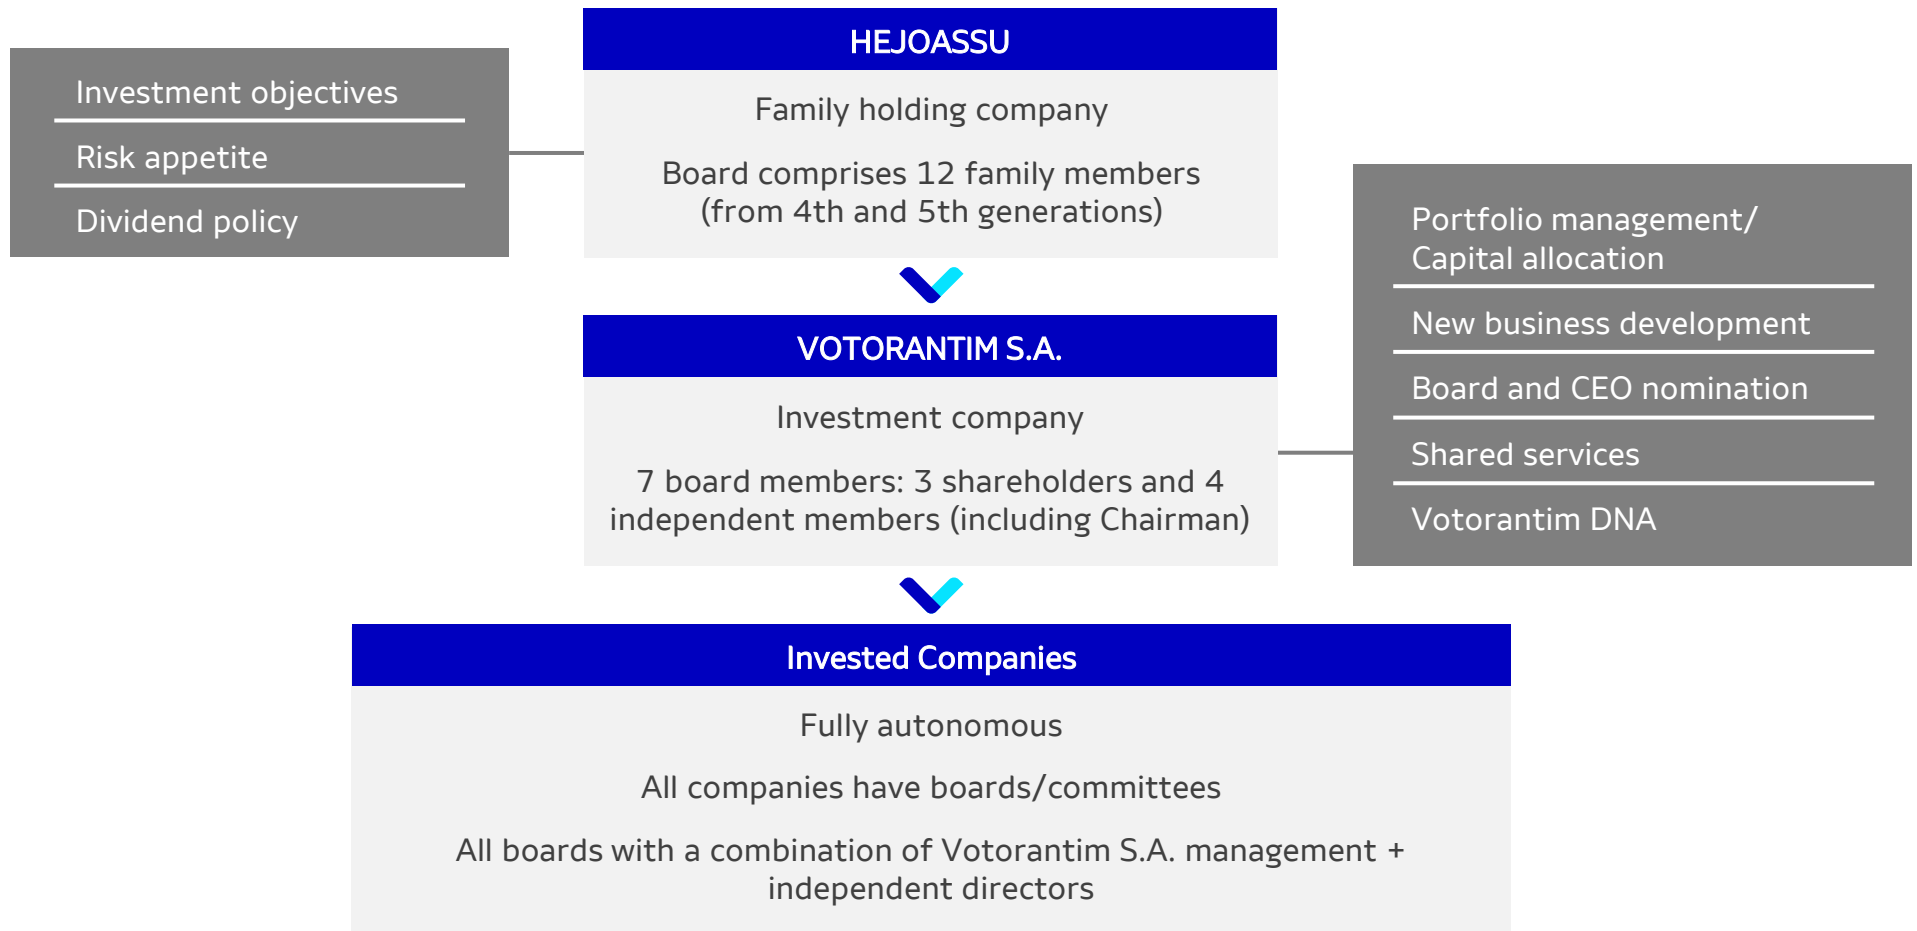 HEJOASSU
Family holding company
Board comprises 12 family members
(from 4th and 5th generations)
Investment objectives
Risk appetite
Dividend policy
VOTORANTIM S.A.
Investment company
7 board members: 3 shareholders and 4
independent members (including Chairman)
Portfolio management/
Capital allocation
New business development
Board and CEO nomination
Shared services
Votorantim DNA
Invested Companies
Fully autonomous
All companies have boards/committees
All boards with a combination of Votorantim S.A. management +
independent directors